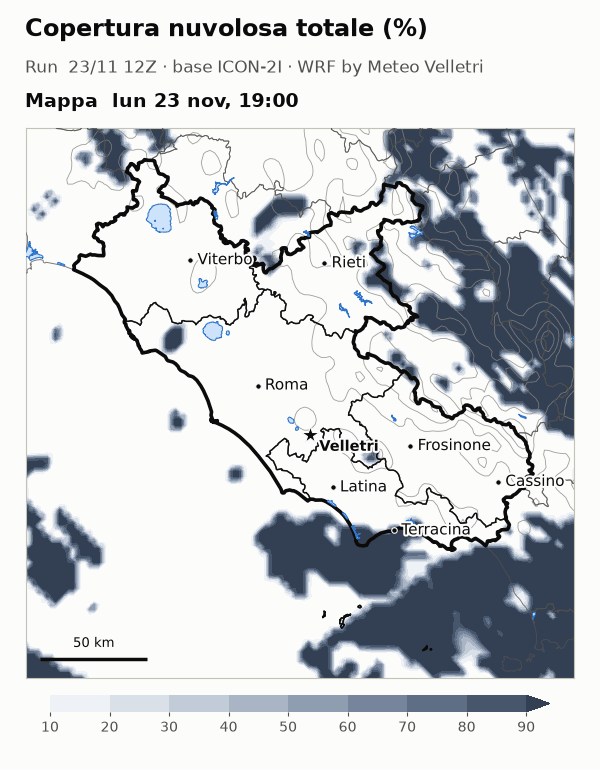 Copertura nuvolosa totale (%)
Run  23/11 12Z · base ICON-2I · WRF by Meteo Velletri
Mappa  lun 23 nov, 19:00
Viterbo
Rieti
Roma
Velletri
Frosinone
Latina
Cassino
Terracina
50 km
10 20 30 40 50 60 70 80 90